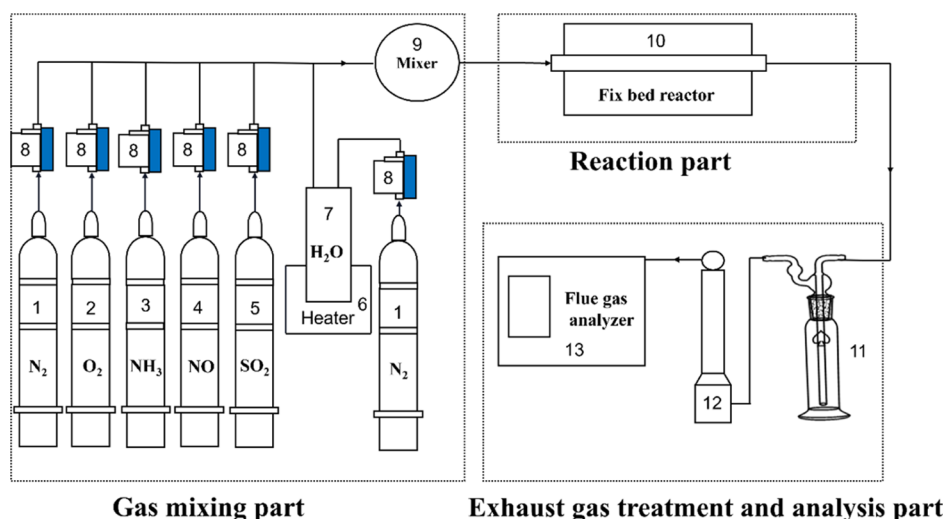 9
Mixer
10
Fix bed reactor
Reaction part
8
8
8
8
8
8
7
H₂O
6
Heater
1
2
3
4
5
1
N₂
O₂
NH₃
NO
SO₂
N₂
Gas mixing part
Flue gas
analyzer
13
12
11
Exhaust gas treatment and analysis part